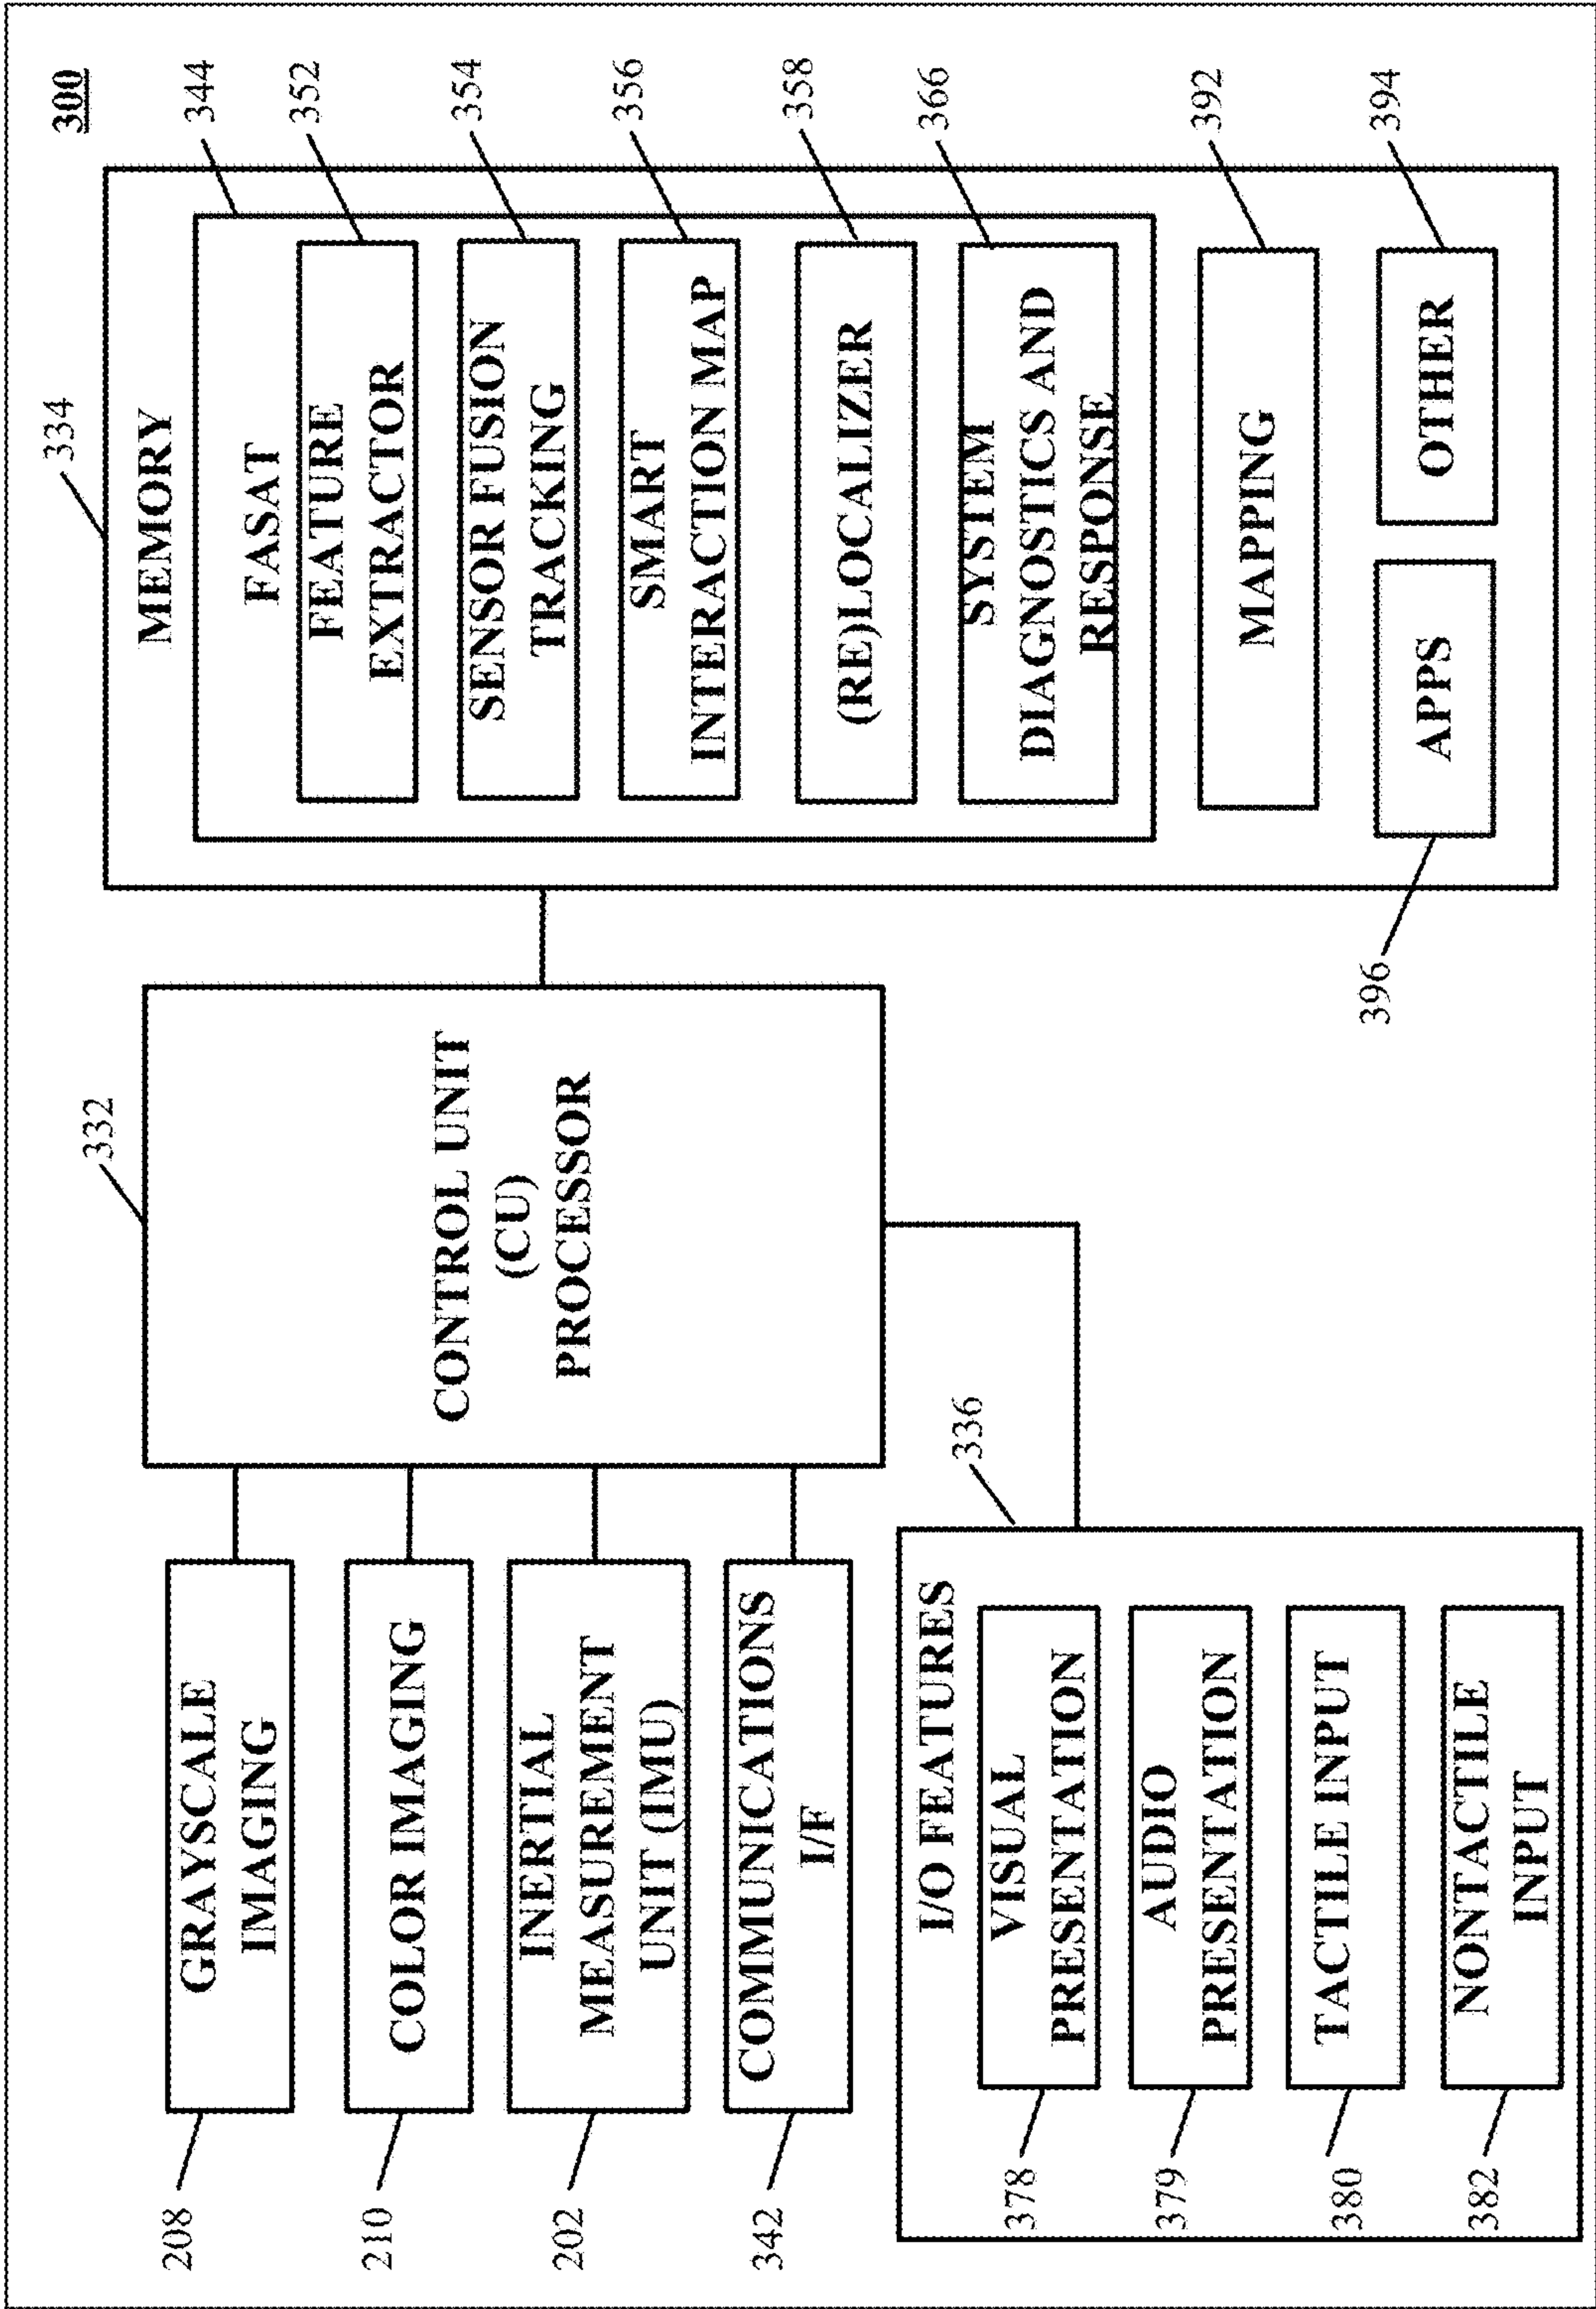 300
208
GRAYSCALE
IMAGING
210
COLOR IMAGING
202
INERTIAL
MEASUREMENT
UNIT (IMU)
342
COMMUNICATIONS
I/F
332
CONTROL UNIT
(CU)
PROCESSOR
336
I/O FEATURES
378
VISUAL
PRESENTATION
379
AUDIO
PRESENTATION
380
TACTILE INPUT
382
NONTACTILE
INPUT
334
MEMORY
344
FASAT
352
FEATURE
EXTRACTOR
354
SENSOR FUSION
TRACKING
356
SMART
INTERACTION MAP
358
(RE)LOCALIZER
366
SYSTEM
DIAGNOSTICS AND
RESPONSE
392
MAPPING
396
APPS
394
OTHER